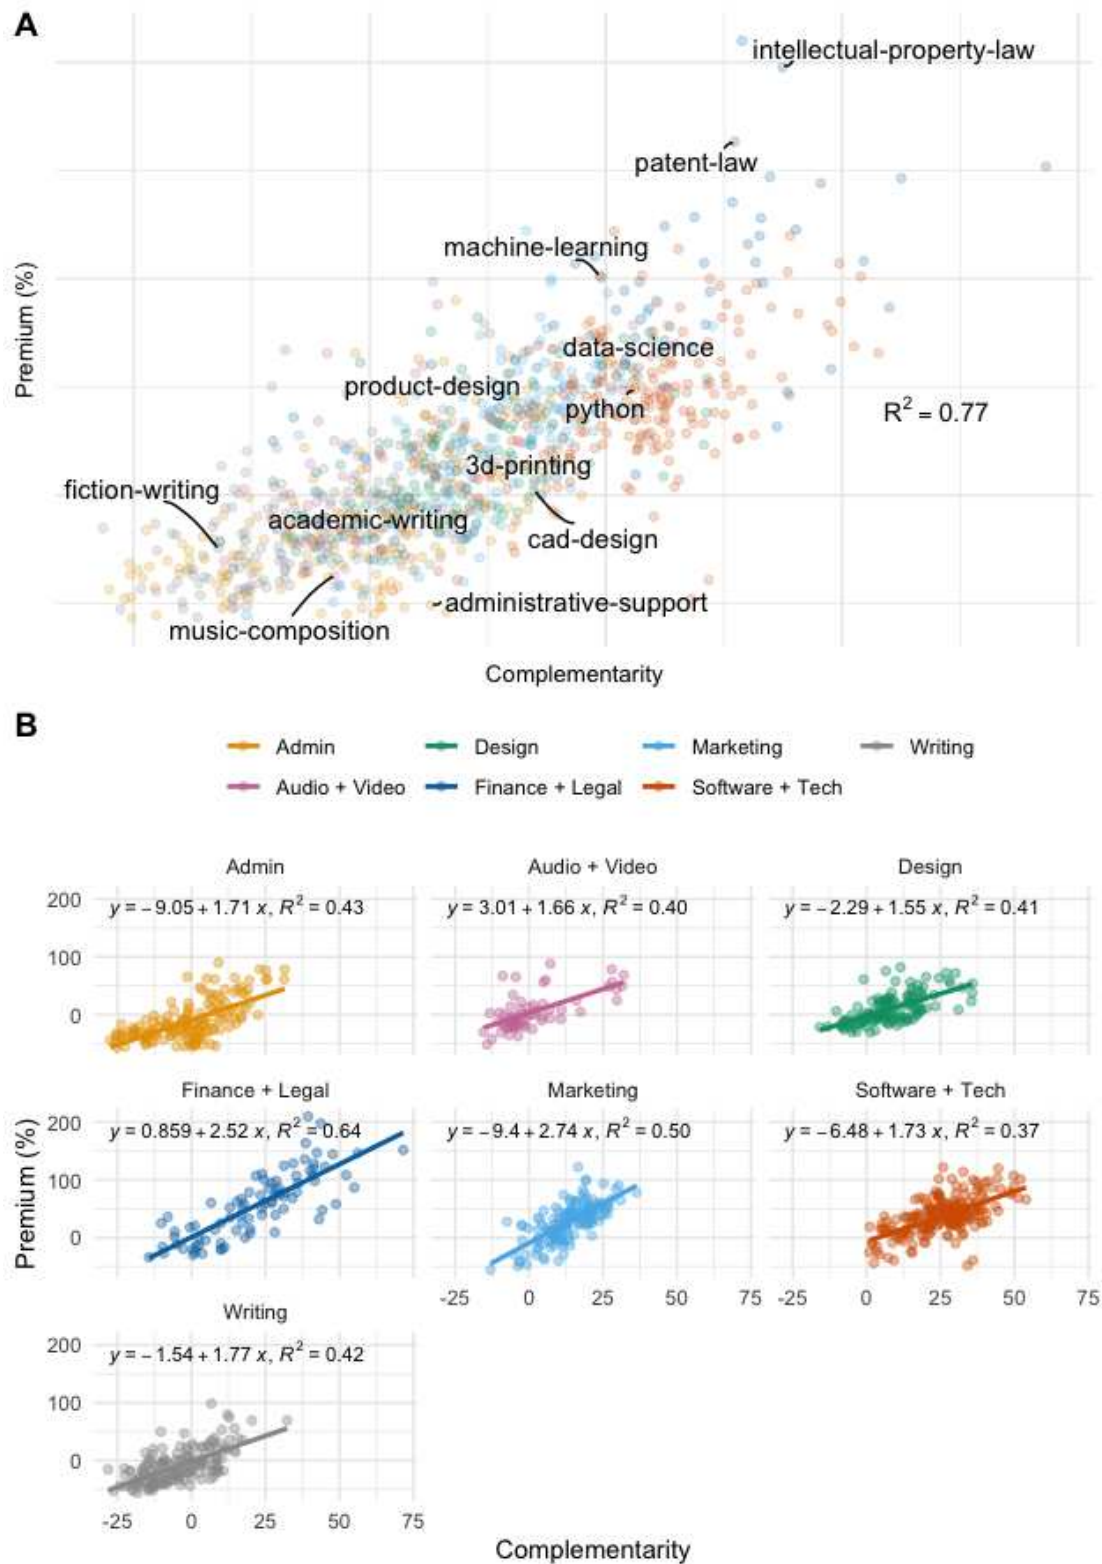 A
intellectual-property-law
patent-law
machine-learning
data-science
product-design
python
R² = 0.77
3d-printing
fiction-writing
academic-writing
cad-design
administrative-support
music-composition
Premium (%)
Complementarity
B
Admin Design Marketing Writing
Audio + Video Finance + Legal Software + Tech
Admin Audio + Video Design
200 y = −9.05 + 1.71 x, R² = 0.43 y = 3.01 + 1.66 x, R² = 0.40 y = −2.29 + 1.55 x, R² = 0.41
100
0
Finance + Legal Marketing Software + Tech
200 y = 0.859 + 2.52 x, R² = 0.64 y = −9.4 + 2.74 x, R² = 0.50 y = −6.48 + 1.73 x, R² = 0.37
100
0
Premium (%)
-25 0 25 50 75 -25 0 25 50 75
Writing
200 y = −1.54 + 1.77 x, R² = 0.42
100
0
-25 0 25 50 75
Complementarity